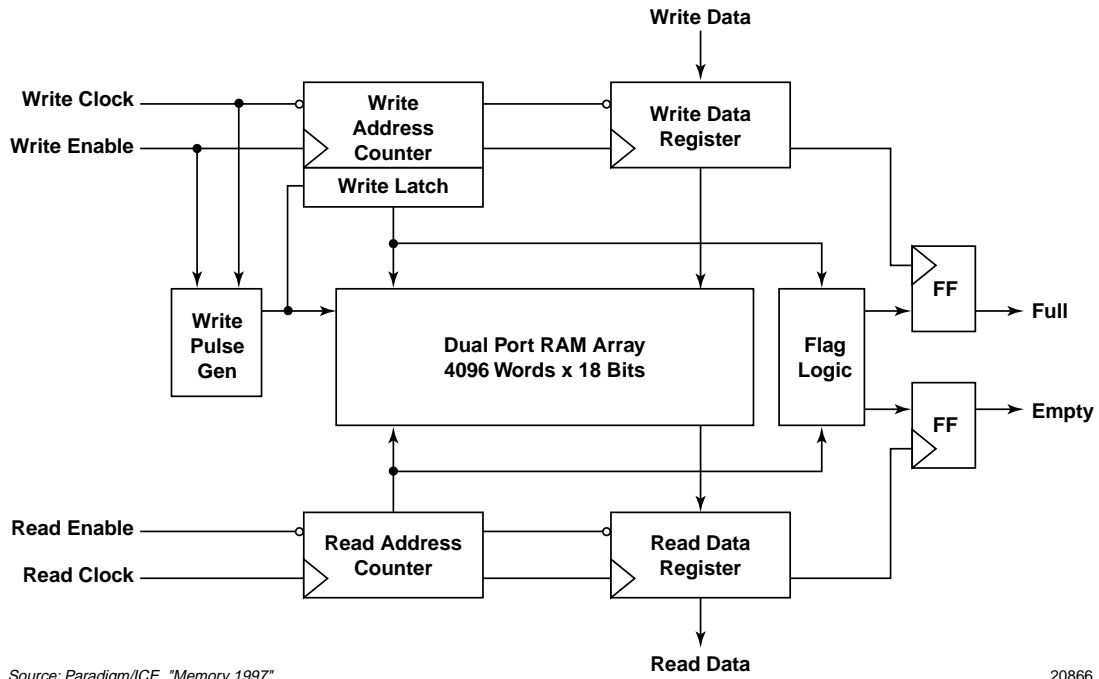 Write Data
Write Clock
Write Enable
Write
Address
Counter
Write Latch
Write Data
Register
Write
Pulse
Gen
Dual Port RAM Array
4096 Words x 18 Bits
Flag
Logic
FF
Full
FF
Empty
Read Enable
Read Clock
Read Address
Counter
Read Data
Register
Read Data
Source: Paradigm/ICE, "Memory 1997"
20866